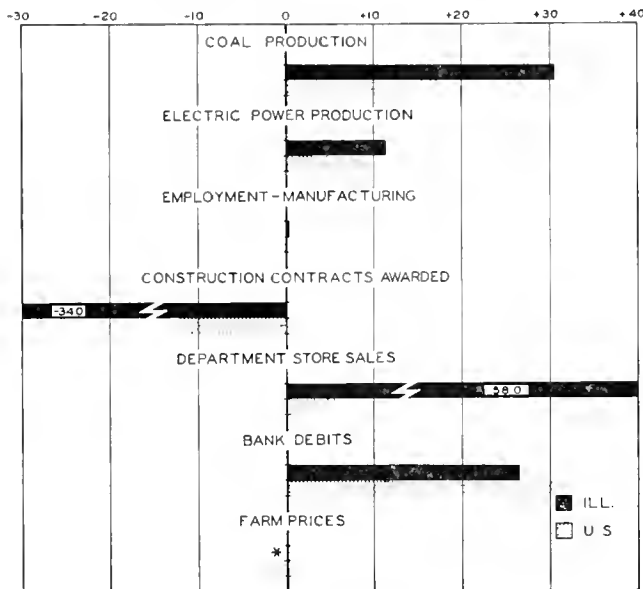 -30 -20 -10 0 +10 +20 +30 +40
COAL PRODUCTION
ELECTRIC POWER PRODUCTION
EMPLOYMENT-MANUFACTURING
CONSTRUCTION CONTRACTS AWARDED
-34.0
DEPARTMENT STORE SALES
58.0
BANK DEBITS
FARM PRICES
*
ILL.
U S